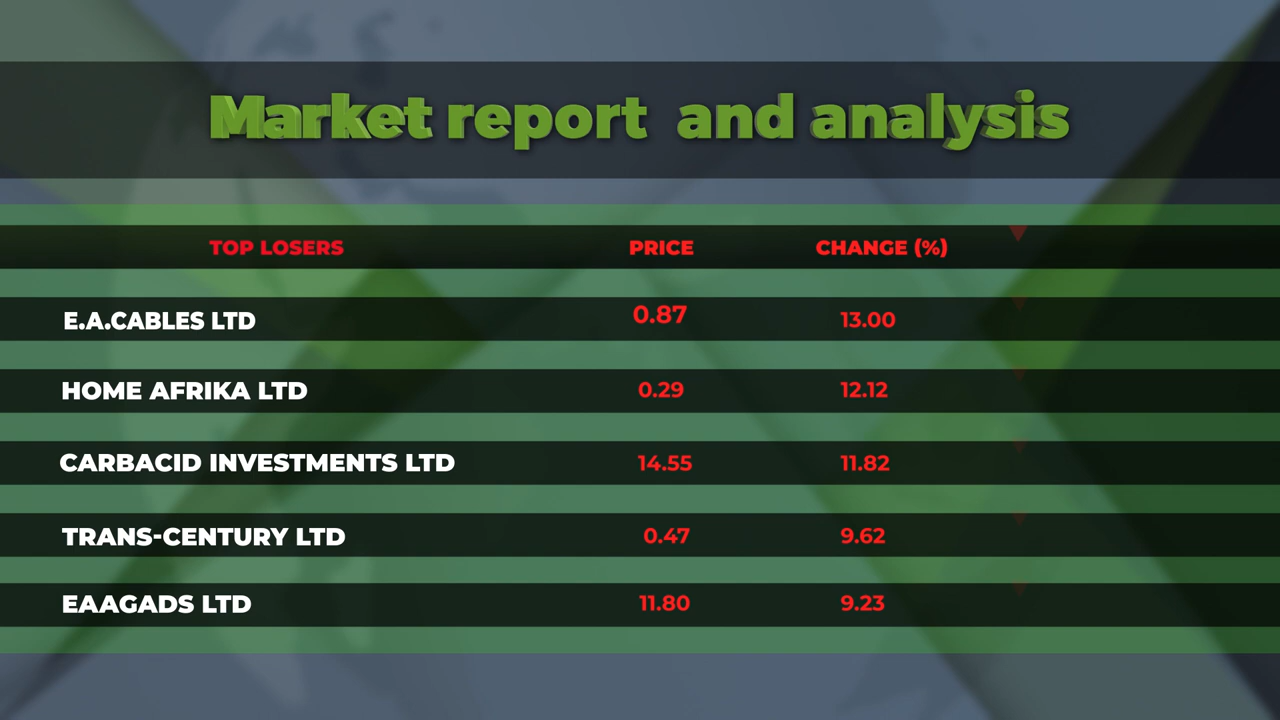 Market report and analysis
TOP LOSERS PRICE CHANGE (%)
E.A.CABLES LTD 0.87 13.00
HOME AFRIKA LTD 0.29 12.12
CARBACID INVESTMENTS LTD 14.55 11.82
TRANS-CENTURY LTD 0.47 9.62
EAAGADS LTD 11.80 9.23